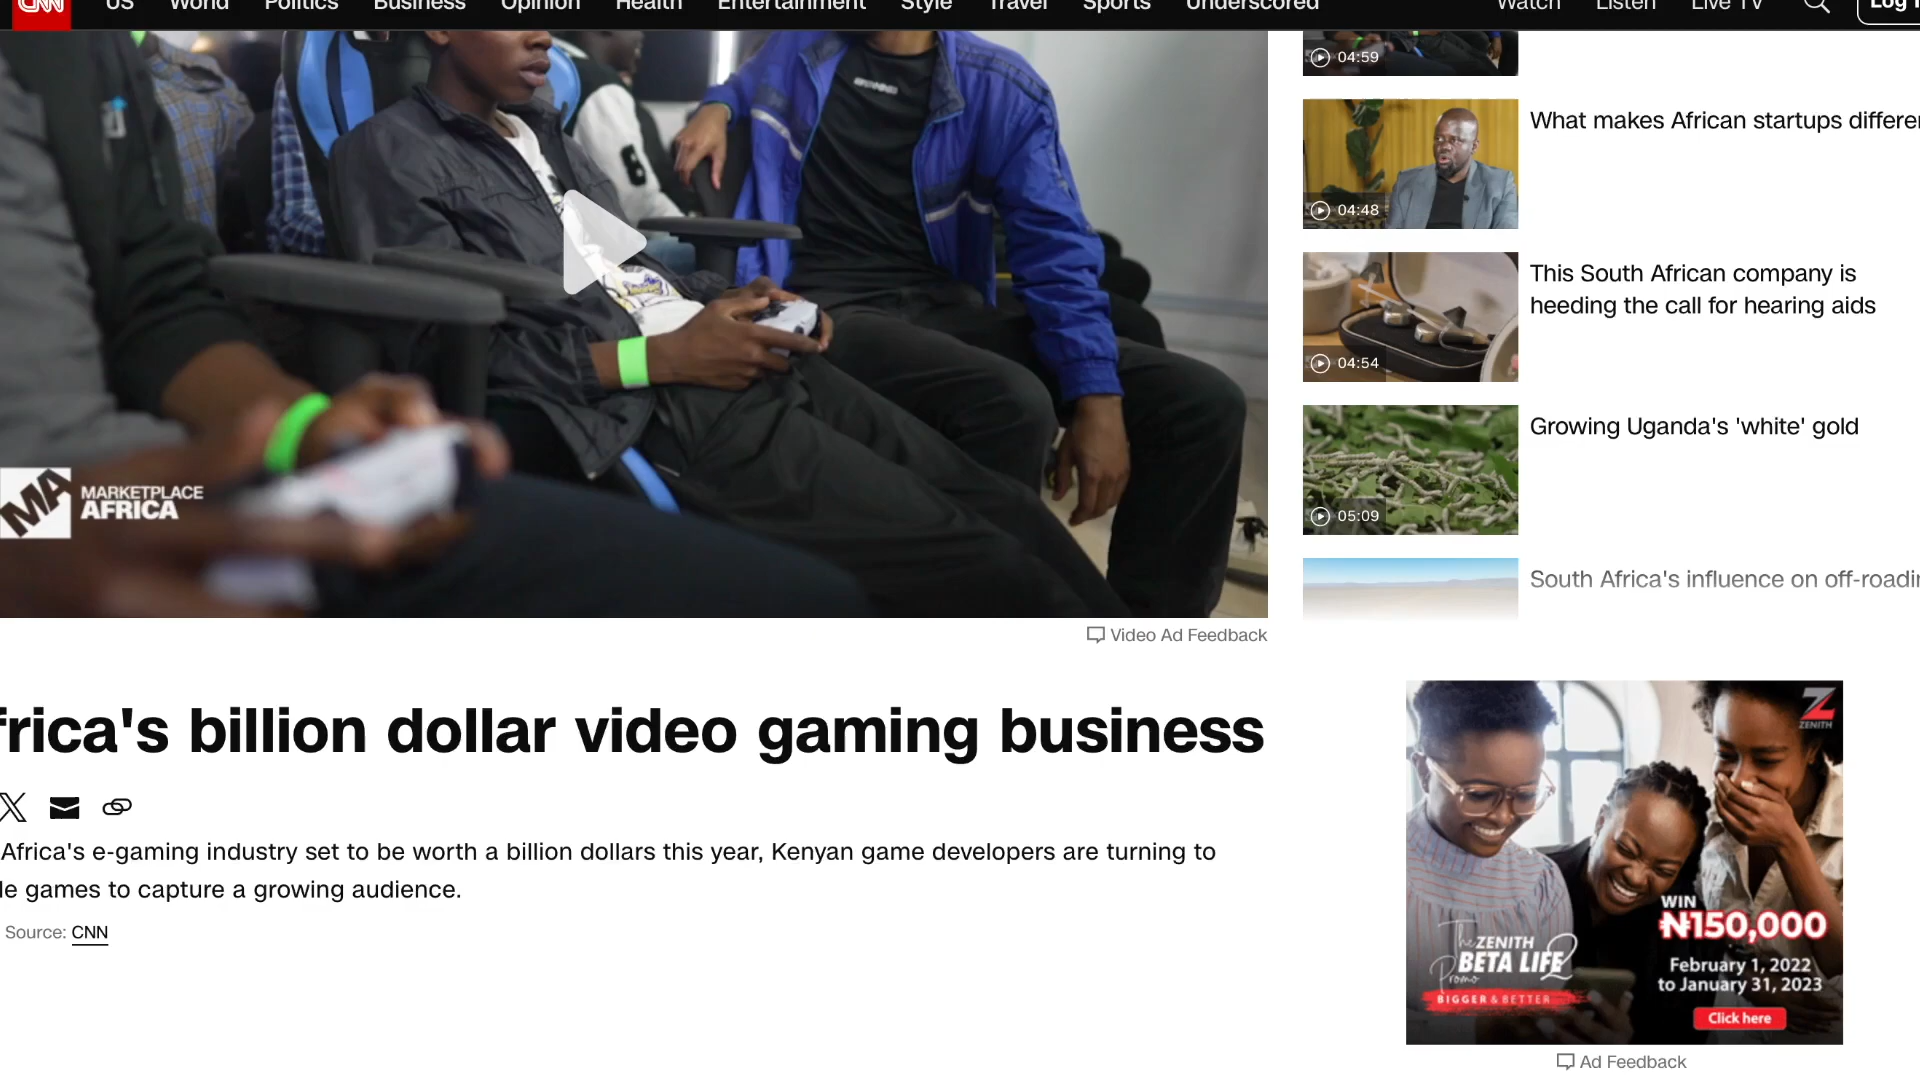 CNN
US World Politics Business Opinion Health Entertainment Style Travel Sports Underscored
Watch Listen Live TV
Log I
MARKETPLACE
AFRICA
04:59
What makes African startups differe
04:48
This South African company is
heeding the call for hearing aids
04:54
Growing Uganda's 'white' gold
05:09
South Africa's influence on off-roadi
Video Ad Feedback
frica's billion dollar video gaming business
Africa's e-gaming industry set to be worth a billion dollars this year, Kenyan game developers are turning to
le games to capture a growing audience.
Source: CNN
Z
ZENITH
WIN
₦150,000
The ZENITH
BETA LIFE 2
Promo
BIGGER & BETTER
February 1, 2022
to January 31, 2023
Click here
Ad Feedback